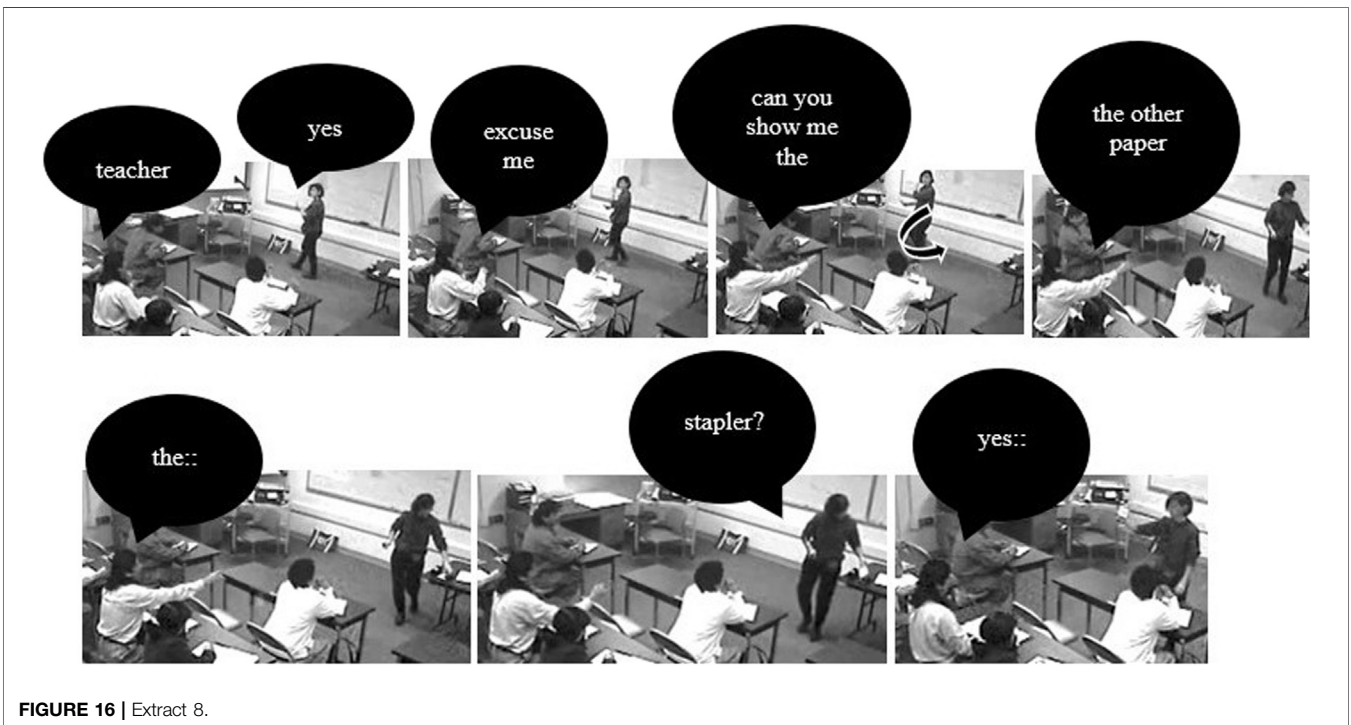 teacher
yes
excuse
me
can you
show me
the
the other
paper
the::
stapler?
yes::
FIGURE 16 | Extract 8.